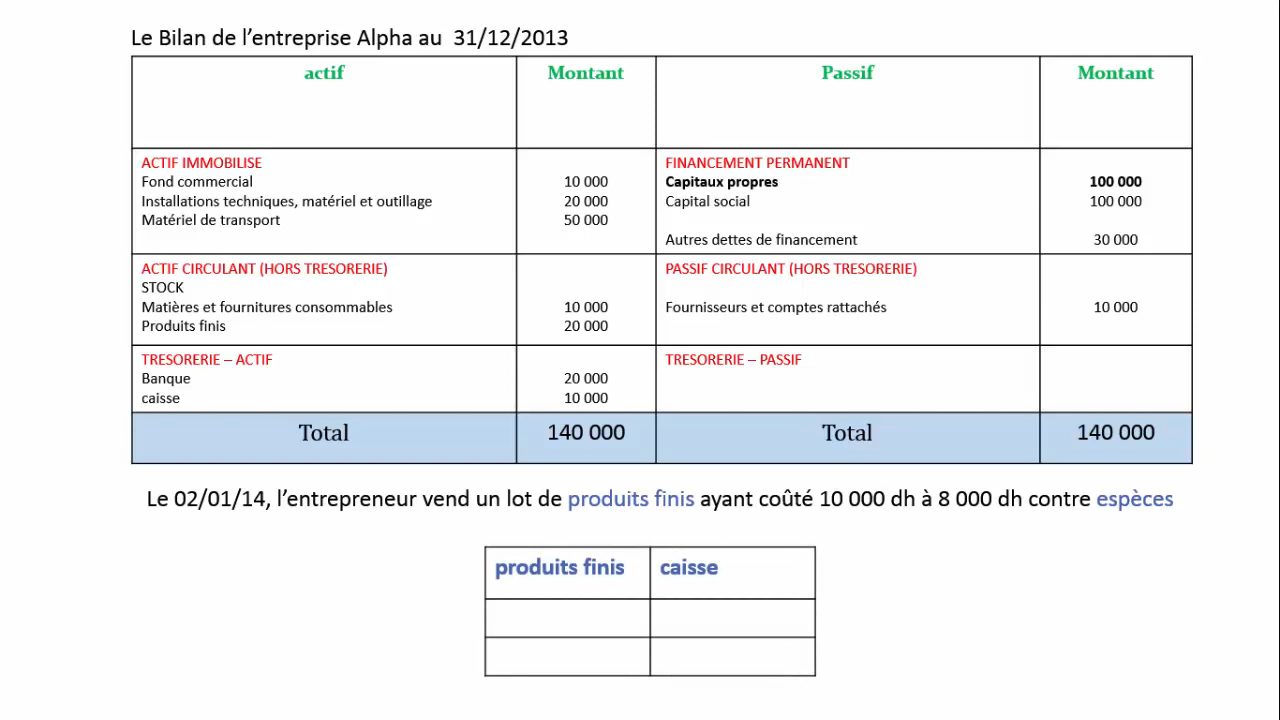 Le Bilan de l’entreprise Alpha au 31/12/2013
actif Montant Passif Montant
ACTIF IMMOBILISE FINANCEMENT PERMANENT
Fond commercial 10 000 Capitaux propres 100 000
Installations techniques, matériel et outillage 20 000 Capital social 100 000
Matériel de transport 50 000
Autres dettes de financement 30 000
ACTIF CIRCULANT (HORS TRESORERIE) PASSIF CIRCULANT (HORS TRESORERIE)
STOCK
Matières et fournitures consommables 10 000 Fournisseurs et comptes rattachés 10 000
Produits finis 20 000
TRESORERIE – ACTIF TRESORERIE – PASSIF
Banque 20 000
caisse 10 000
Total 140 000 Total 140 000
Le 02/01/14, l’entrepreneur vend un lot de produits finis ayant coûté 10 000 dh à 8 000 dh contre espèces
produits finis caisse